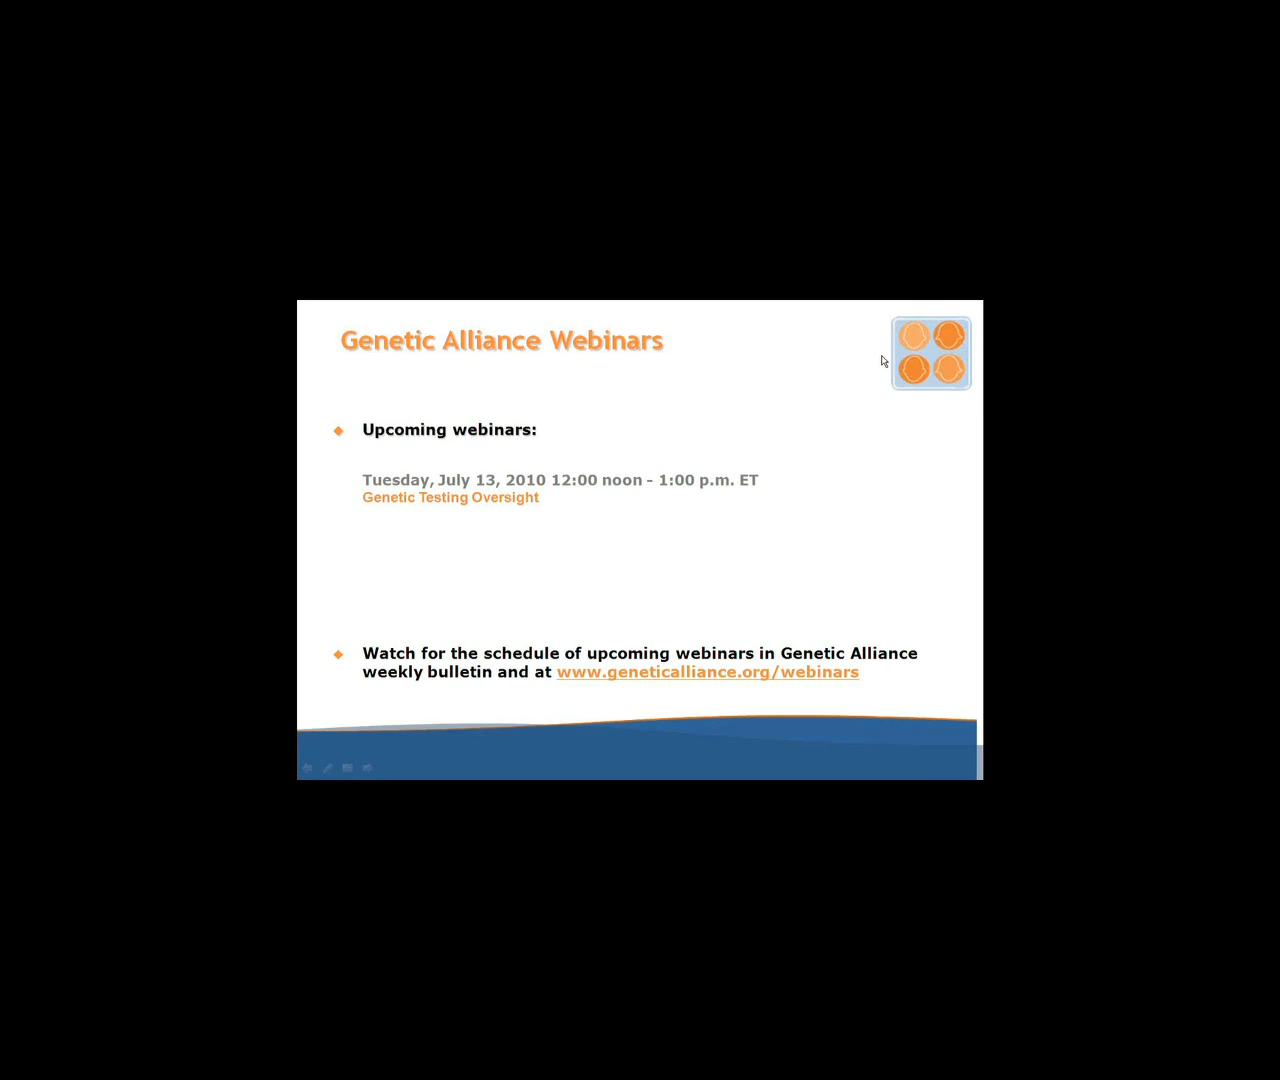 Genetic Alliance Webinars
Upcoming webinars:
Tuesday, July 13, 2010 12:00 noon - 1:00 p.m. ET
Genetic Testing Oversight
Watch for the schedule of upcoming webinars in Genetic Alliance
weekly bulletin and at www.geneticalliance.org/webinars